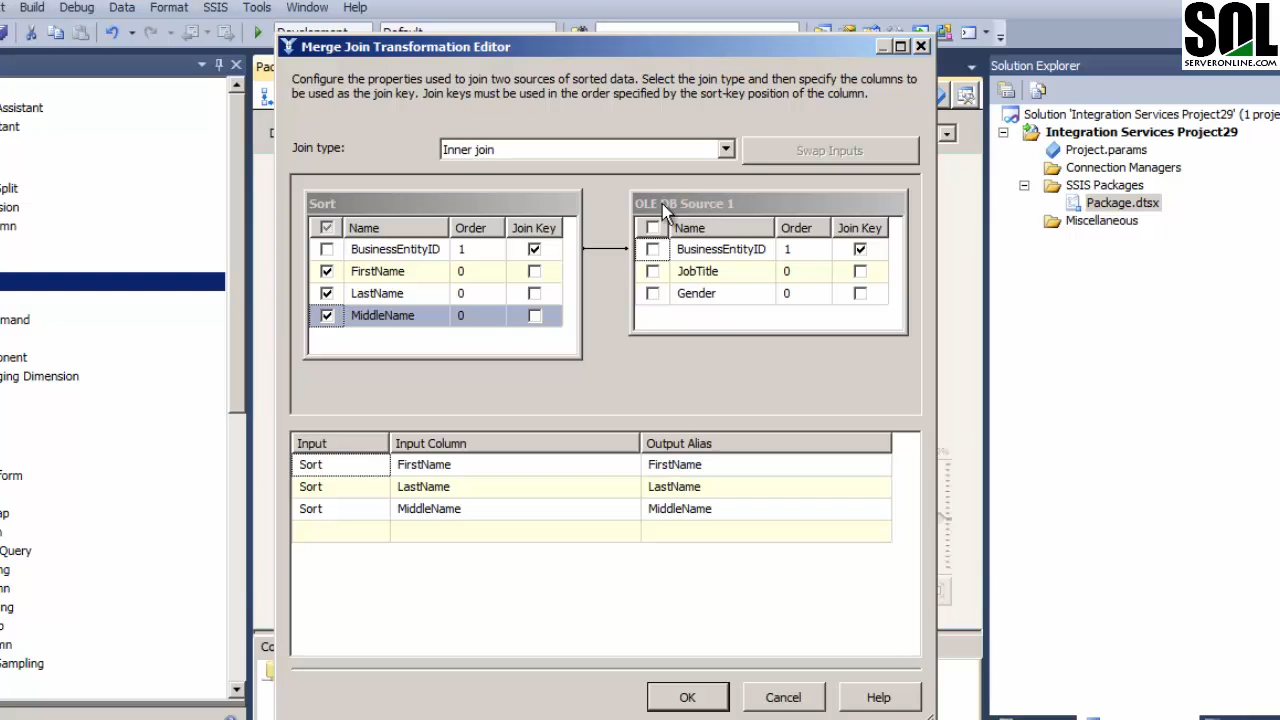 Build Debug Data Format SSIS Tools Window Help
SQL
SERVERONLINE.COM
Development
Default
Merge Join Transformation Editor
Configure the properties used to join two sources of sorted data. Select the join type and then specify the columns to
be used as the join key. Join keys must be used in the order specified by the sort-key position of the column.
Join type:
Inner join
Swap Inputs
Sort
Name Order Join Key
BusinessEntityID 1
FirstName 0
LastName 0
MiddleName 0
OLE DB Source 1
Name Order Join Key
BusinessEntityID 1
JobTitle 0
Gender 0
Input Input Column Output Alias
Sort FirstName FirstName
Sort LastName LastName
Sort MiddleName MiddleName
OK Cancel Help
Solution Explorer
Solution 'Integration Services Project29' (1 proje
Integration Services Project29
Project.params
Connection Managers
SSIS Packages
Package.dtsx
Miscellaneous
Assistant
tant
Split
rsion
mn
mmand
onent
ging Dimension
form
ap
n
Query
ng
mn
ing
o
mn
Sampling
Pac
Co